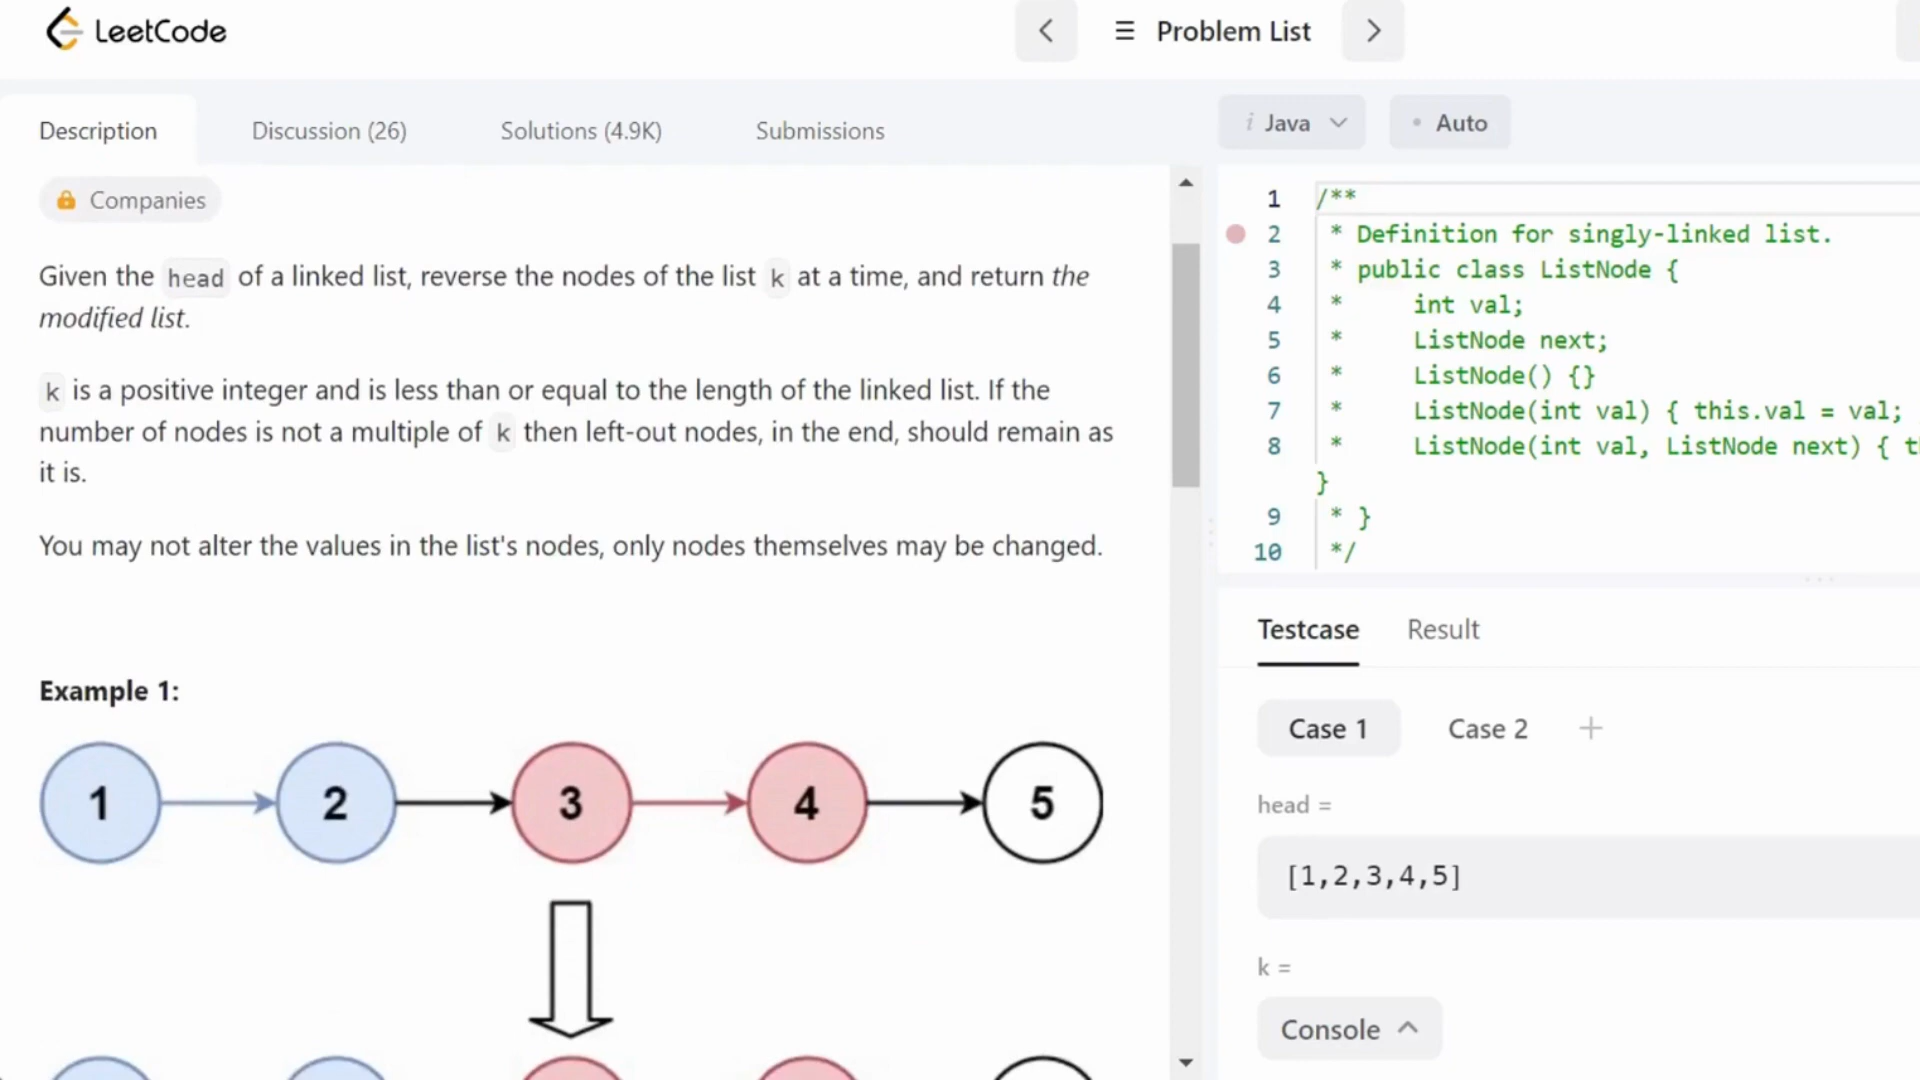 LeetCode
Problem List
Description
Discussion (26)
Solutions (4.9K)
Submissions
Companies
Given the head of a linked list, reverse the nodes of the list k at a time, and return the
modified list.
k is a positive integer and is less than or equal to the length of the linked list. If the
number of nodes is not a multiple of k then left-out nodes, in the end, should remain as
it is.
You may not alter the values in the list's nodes, only nodes themselves may be changed.
Example 1:
1 2 3 4 5
i Java
Auto
1 /**
2 * Definition for singly-linked list.
3 * public class ListNode {
4 * int val;
5 * ListNode next;
6 * ListNode() {}
7 * ListNode(int val) { this.val = val;
8 * ListNode(int val, ListNode next) {
}
9 * }
10 */
Testcase
Result
Case 1
Case 2
+
head =
[1,2,3,4,5]
k =
Console